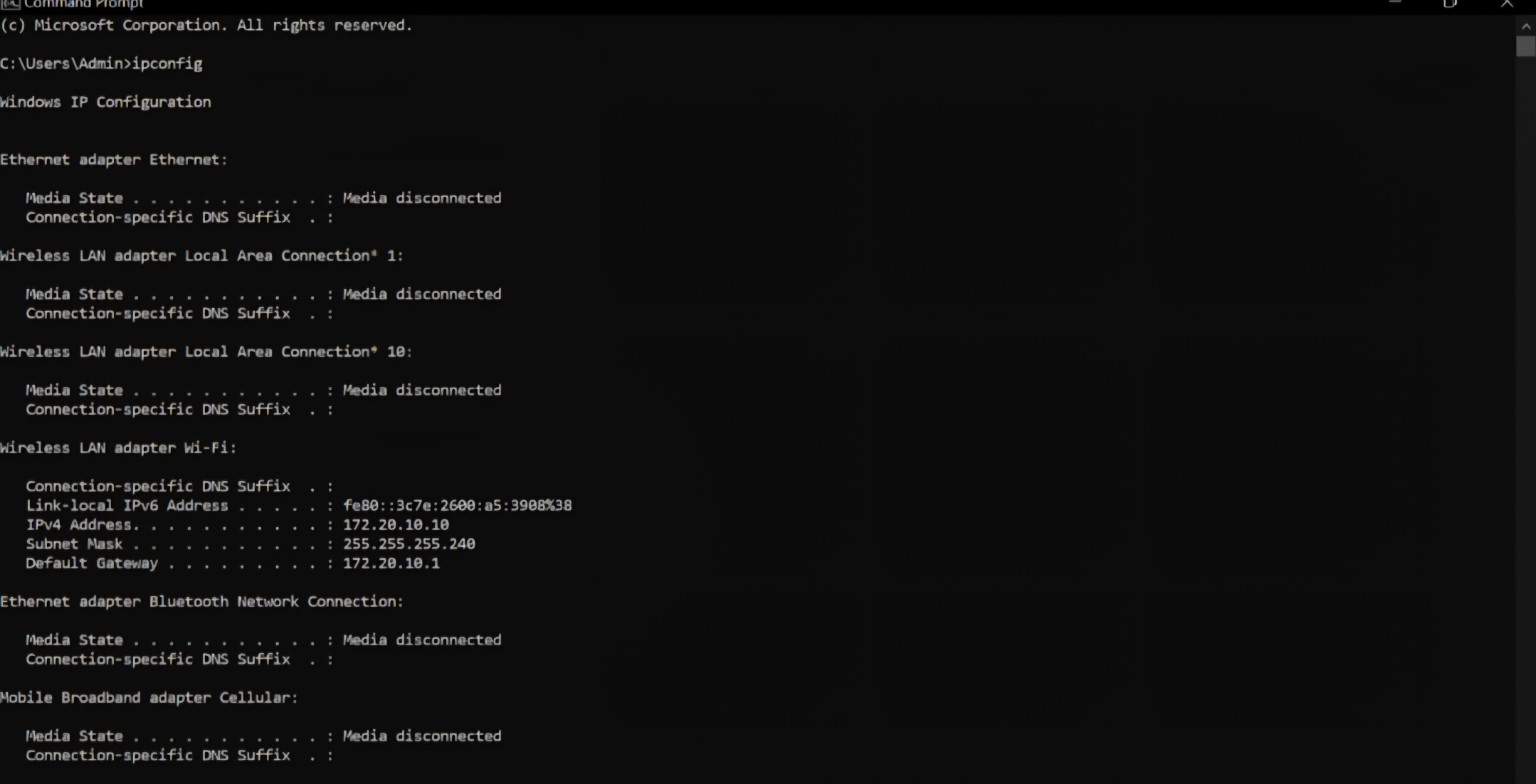 Command Prompt
(c) Microsoft Corporation. All rights reserved.
C:\Users\Admin>ipconfig
Windows IP Configuration
Ethernet adapter Ethernet:
Media State . . . . . . . . . . . : Media disconnected
Connection-specific DNS Suffix  . :
Wireless LAN adapter Local Area Connection* 1:
Media State . . . . . . . . . . . : Media disconnected
Connection-specific DNS Suffix  . :
Wireless LAN adapter Local Area Connection* 10:
Media State . . . . . . . . . . . : Media disconnected
Connection-specific DNS Suffix  . :
Wireless LAN adapter Wi-Fi:
Connection-specific DNS Suffix  . :
Link-local IPv6 Address . . . . . : fe80::3c7e:2600:a5:3908%38
IPv4 Address. . . . . . . . . . . : 172.20.10.10
Subnet Mask . . . . . . . . . . . : 255.255.255.240
Default Gateway . . . . . . . . . : 172.20.10.1
Ethernet adapter Bluetooth Network Connection:
Media State . . . . . . . . . . . : Media disconnected
Connection-specific DNS Suffix  . :
Mobile Broadband adapter Cellular:
Media State . . . . . . . . . . . : Media disconnected
Connection-specific DNS Suffix  . :